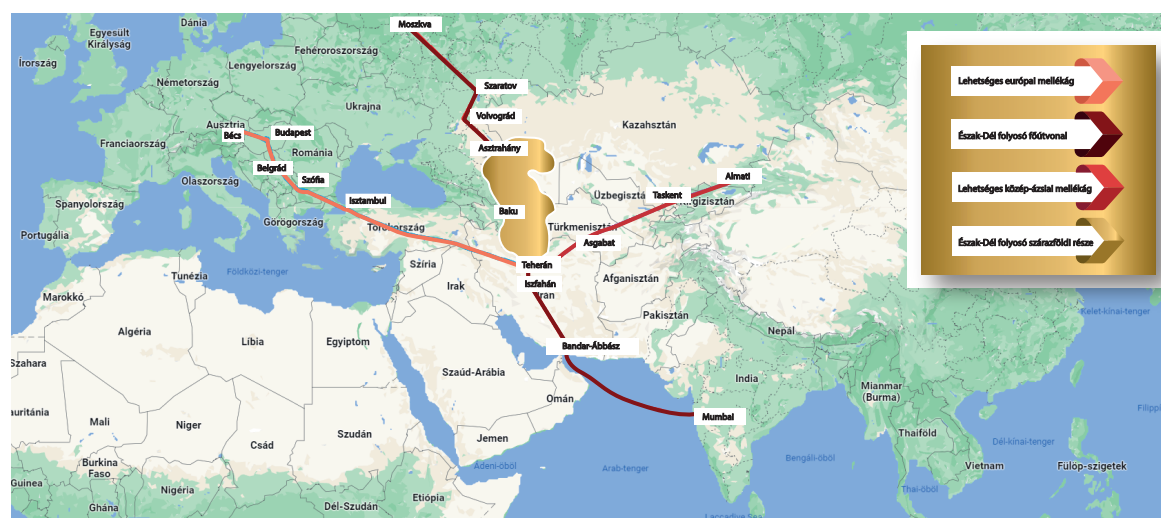 Moszkva
Dánia
Egyesült
Királyság
Írország
Fehéroroszország
Lengyelország
Németország
Szaratov
Lehetséges európai mellékág
Ukrajna
Volvográd
Kazahsztán
Észak-Dél folyosó főútvonal
Ausztria
Bécs
Budapest
Franciaország
Románia
Asztrahány
Belgrád
Szófia
Olaszország
Almati
Taskent
Üzbegisztá
Kirgizisztán
Lehetséges közép-ázsiai mellékág
Spanyolország
Isztambul
Baku
Görögország
Törökország
Türkmenisztán
Portugália
Asgabat
Észak-Dél folyosó szárazföldi része
Teherán
Szíria
Földközi-tenger
Tunézia
Iszfahán
Afganisztán
Irak
Irán
Marokkó
Pakisztán
Kelet-kínai-tenger
Algéria
Líbia
Egyiptom
Nepál
Bandar-Ábbász
Szahara
Szaúd-Arábia
India
Mianmar
(Burma)
Omán
uritánia
Mali
Niger
Mumbai
Filipp
Csád
Szudán
Jemen
Thaiföld
Dél-kínai-tenger
Burkina
Faso
Ádeni-öböl
Arab-tenger
Bengáli-öböl
Vietnam
Fülöp-szigetek
Guinea
Nigéria
Etiópia
Thai-öböl
Ghána
Dél-Szudán
Laccadive Sea